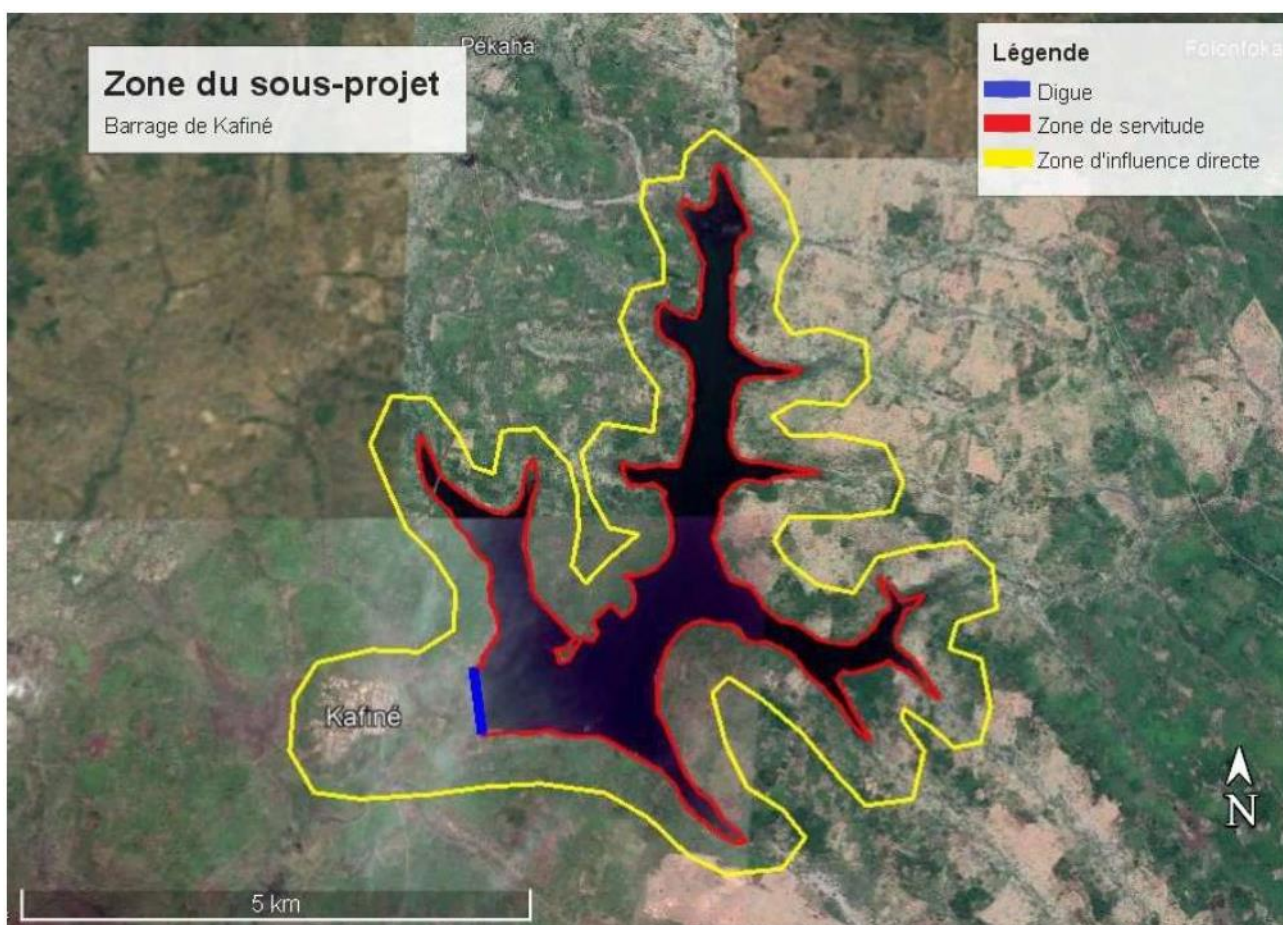 Pékaha
Zone du sous-projet
Barrage de Kafiné
Légende
Digue
Zone de servitude
Zone d'influence directe
Kafiné
N
5 km